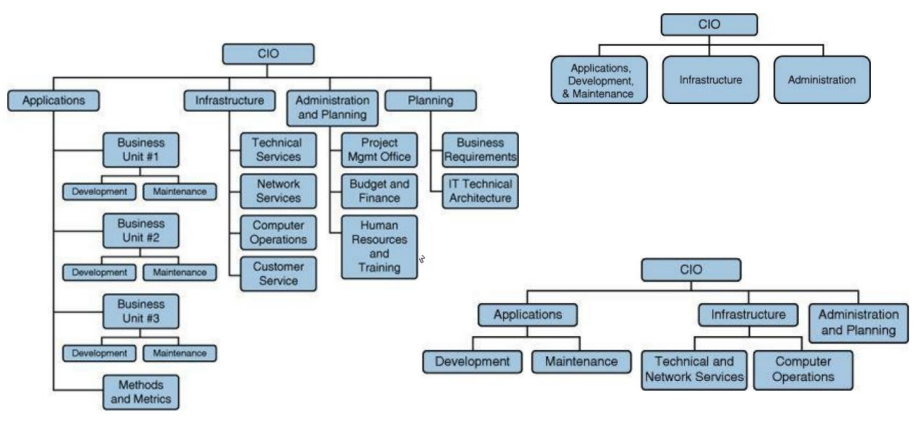 CIO
Applications
Infrastructure
Administration
and Planning
Planning
Business
Unit #1
Development
Maintenance
Business
Unit #2
Development
Maintenance
Business
Unit #3
Development
Maintenance
Methods
and Metrics
Technical
Services
Network
Services
Computer
Operations
Customer
Service
Project
Mgmt Office
Budget and
Finance
Human
Resources
and
Training
Business
Requirements
IT Technical
Architecture
CIO
Applications,
Development,
& Maintenance
Infrastructure
Administration
CIO
Applications
Infrastructure
Administration
and Planning
Development
Maintenance
Technical and
Network Services
Computer
Operations